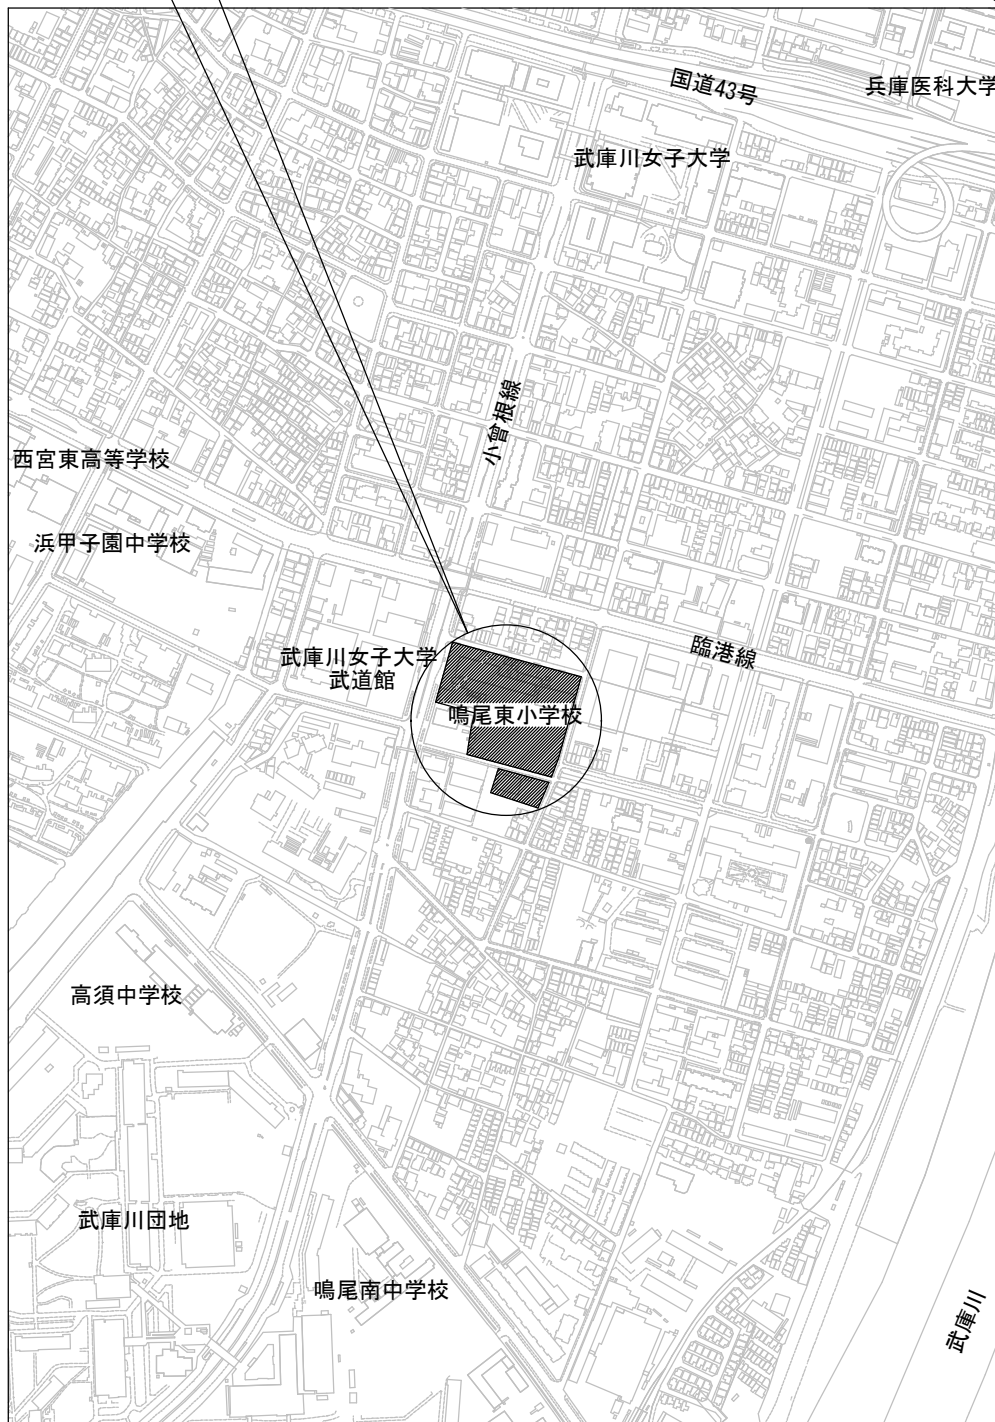 国道43号
兵庫医科大学
武庫川女子大学
小曾根線
西宮東高等学校
浜甲子園中学校
武庫川女子大学
武道館
臨港線
鳴尾東小学校
高須中学校
武庫川団地
鳴尾南中学校
武庫川